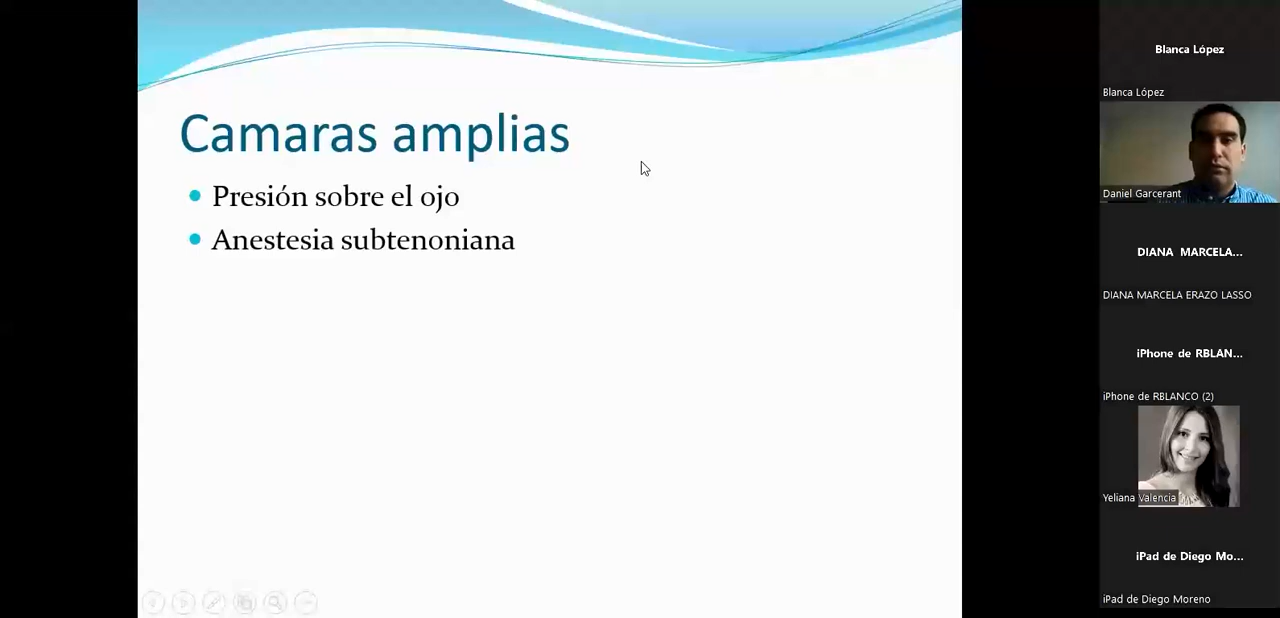 Camaras amplias
Presión sobre el ojo
Anestesia subtenoniana
Blanca López
Blanca López
Daniel Garcerant
DIANA MARCELA...
DIANA MARCELA ERAZO LASSO
iPhone de RBLAN...
iPhone de RBLANCO (2)
Yeliana Valencia
iPad de Diego Mo...
iPad de Diego Moreno